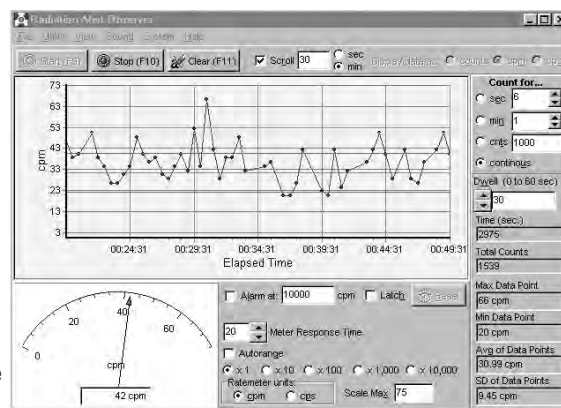 Radiation Alert Observer
File Units View Sound System Help
Start (F9) Stop (F10) Clear (F11) Scroll 30 sec min Display data as: counts cpm cps
73
63
53
43
33
23
13
3
cpm
00:24:31 00:29:31 00:34:31 00:39:31 00:44:31 00:49:31
Elapsed Time
Count for...
sec 6
min 1
cnts 1000
continous
Dwell (0 to 60 sec)
30
Time (sec.)
2975
Total Counts
1539
Max Data Point
66 cpm
Min Data Point
20 cpm
Avg of Data Points
30.99 cpm
SD of Data Points
9.45 cpm
0 20 40 60
cpm
42 cpm
Alarm at: 10000 cpm Latch Reset
20 Meter Response Time
Autorange
x 1 x 10 x 100 x 1,000 x 10,000
Ratemeter units:
cpm cps
Scale Max 75